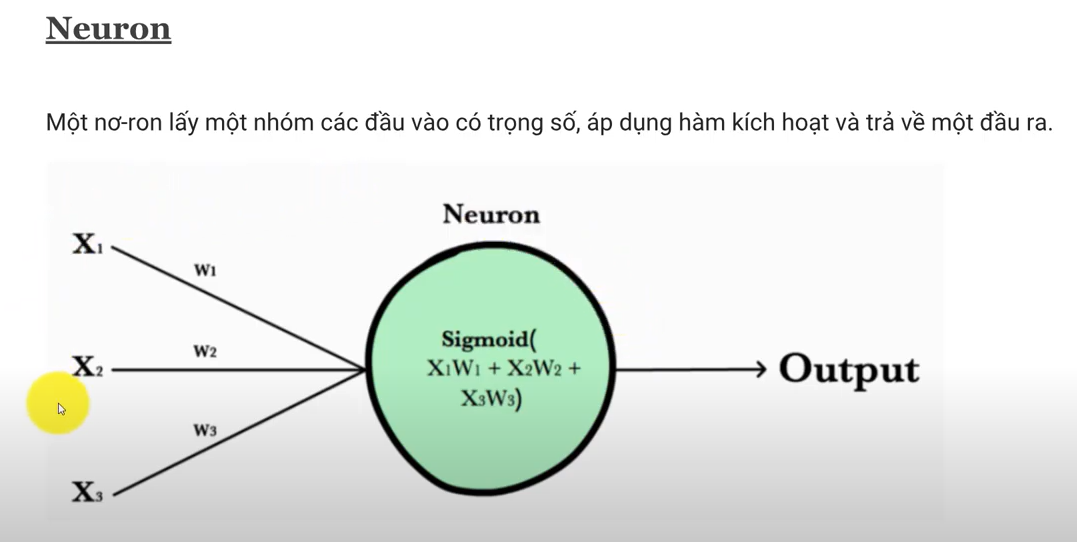 Neuron
Một nơ-ron lấy một nhóm các đầu vào có trọng số, áp dụng hàm kích hoạt và trả về một đầu ra.
Neuron
X1
W1
W2
X2
W3
X3
Sigmoid(
X1W1 + X2W2 +
X3W3)
Output